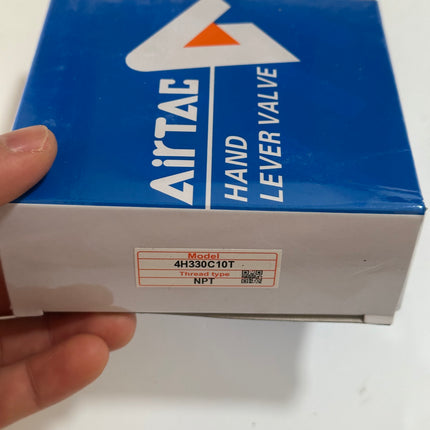 AirTAC
HAND
LEVER VALVE
Model
4H330C10T
Thread type
NPT